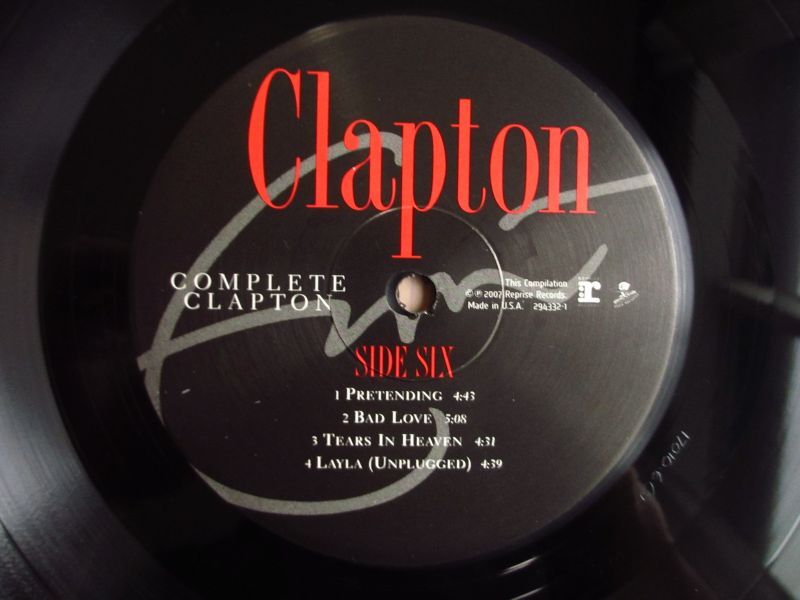 Clapton
COMPLETE
CLAPTON
This Compilation
©℗ 2007 Reprise Records.
Made in U.S.A. 294332-1
r
SIDE SIX
1 PRETENDING 4:43
2 BAD LOVE 5:08
3 TEARS IN HEAVEN 4:31
4 LAYLA (UNPLUGGED) 4:39